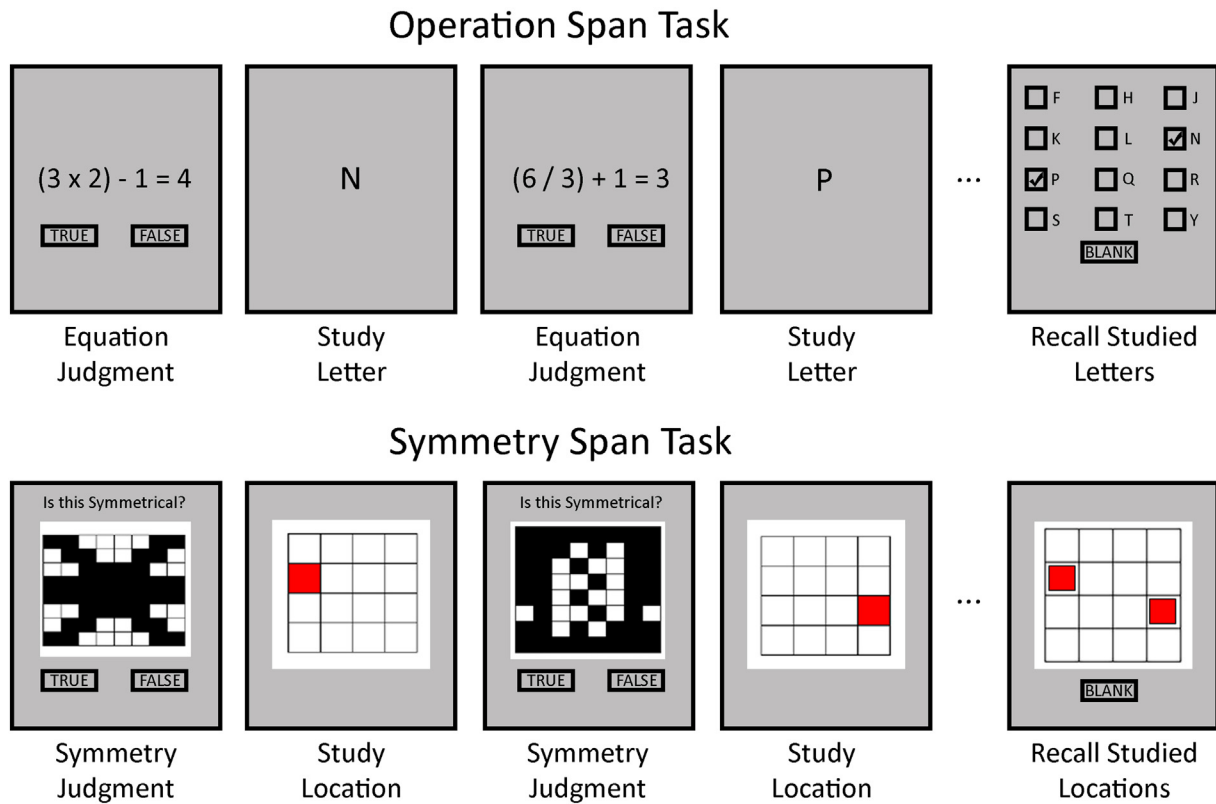 Operation Span Task
(3 x 2) - 1 = 4
TRUE FALSE
Equation
Judgment
N
Study
Letter
(6 / 3) + 1 = 3
TRUE FALSE
Equation
Judgment
P
Study
Letter
...
F H J
K L N
P Q R
S T Y
BLANK
Recall Studied
Letters
Symmetry Span Task
Is this Symmetrical?
TRUE FALSE
Symmetry
Judgment
Study
Location
Is this Symmetrical?
TRUE FALSE
Symmetry
Judgment
Study
Location
...
BLANK
Recall Studied
Locations